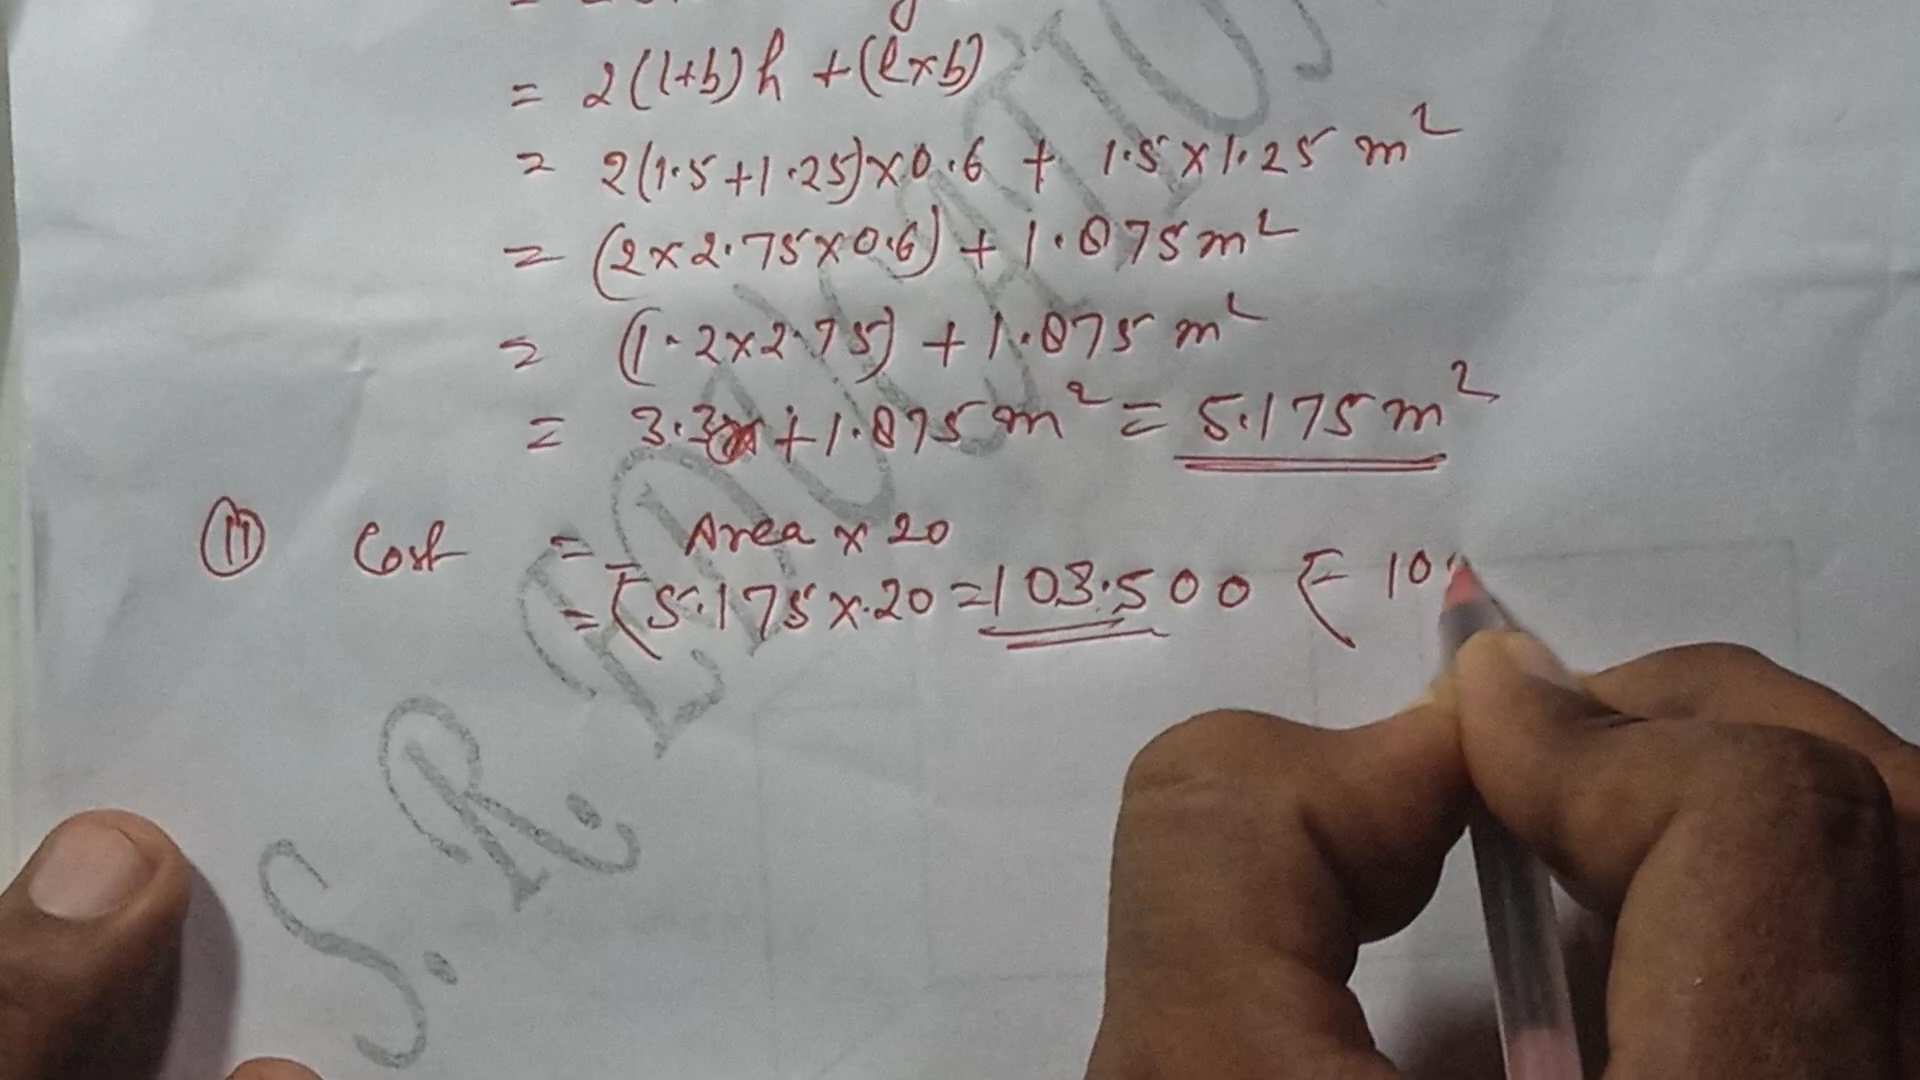 = 2(l+b)h + (l×b)
= 2(1.5+1.25)×0.6 + 1.5×1.25 m²
= (2×2.75×0.6) + 1.875 m²
= (1.2×2.75) + 1.875 m²
= 3.3 + 1.875 m² = 5.175 m²
(ii) Cost = Area × 20
= ₹ 5.175 × 20 = 103.500 ₹ 10
S.R. EDUCATION